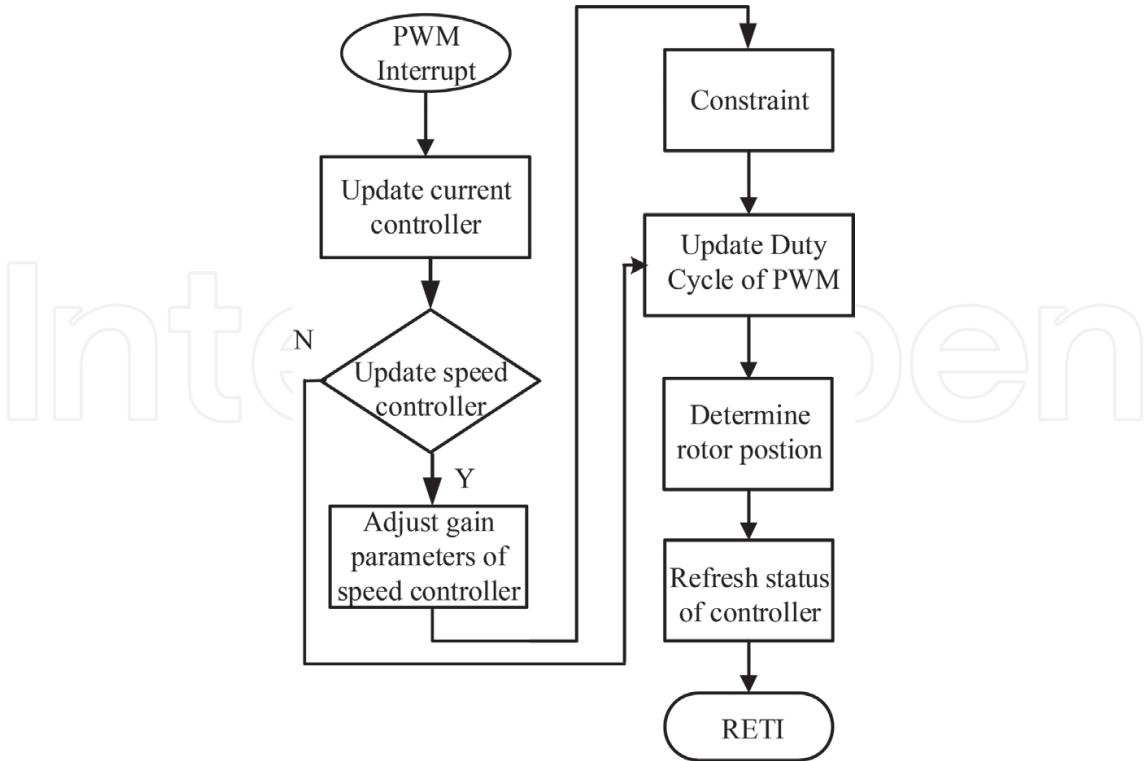 PWM
Interrupt
Update current
controller
N
Update speed
controller
Y
Adjust gain
parameters of
speed controller
Constraint
Update Duty
Cycle of PWM
Determine
rotor postion
Refresh status
of controller
RETI